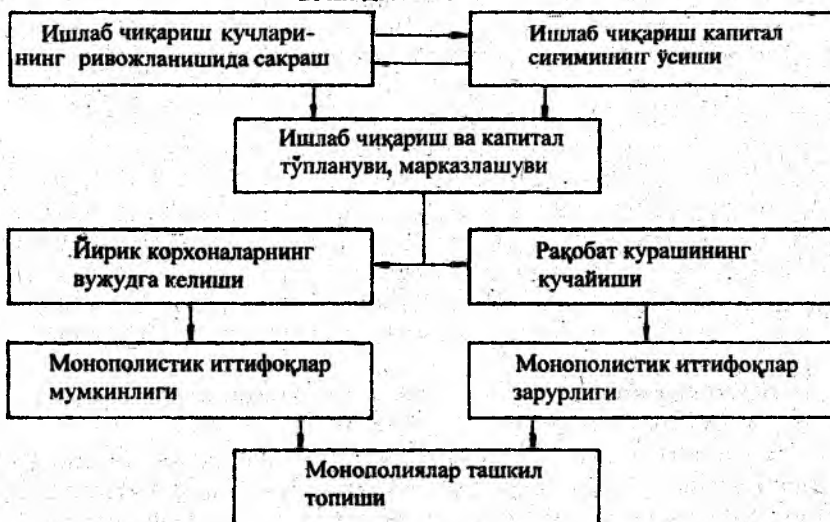 Ишлаб чиқариш кучлари-
нинг ривожланишида сакраш
Ишлаб чиқариш капитал
сиғимининг ўсиши
Ишлаб чиқариш ва капитал
тўплануви, марказлашуви
Йирик корхоналарнинг
вужудга келиши
Рақобат курашининг
кучайиши
Монополистик иттифоқлар
мумкинлиги
Монополистик иттифоқлар
зарурлиги
Монополиялар ташкил
топиши